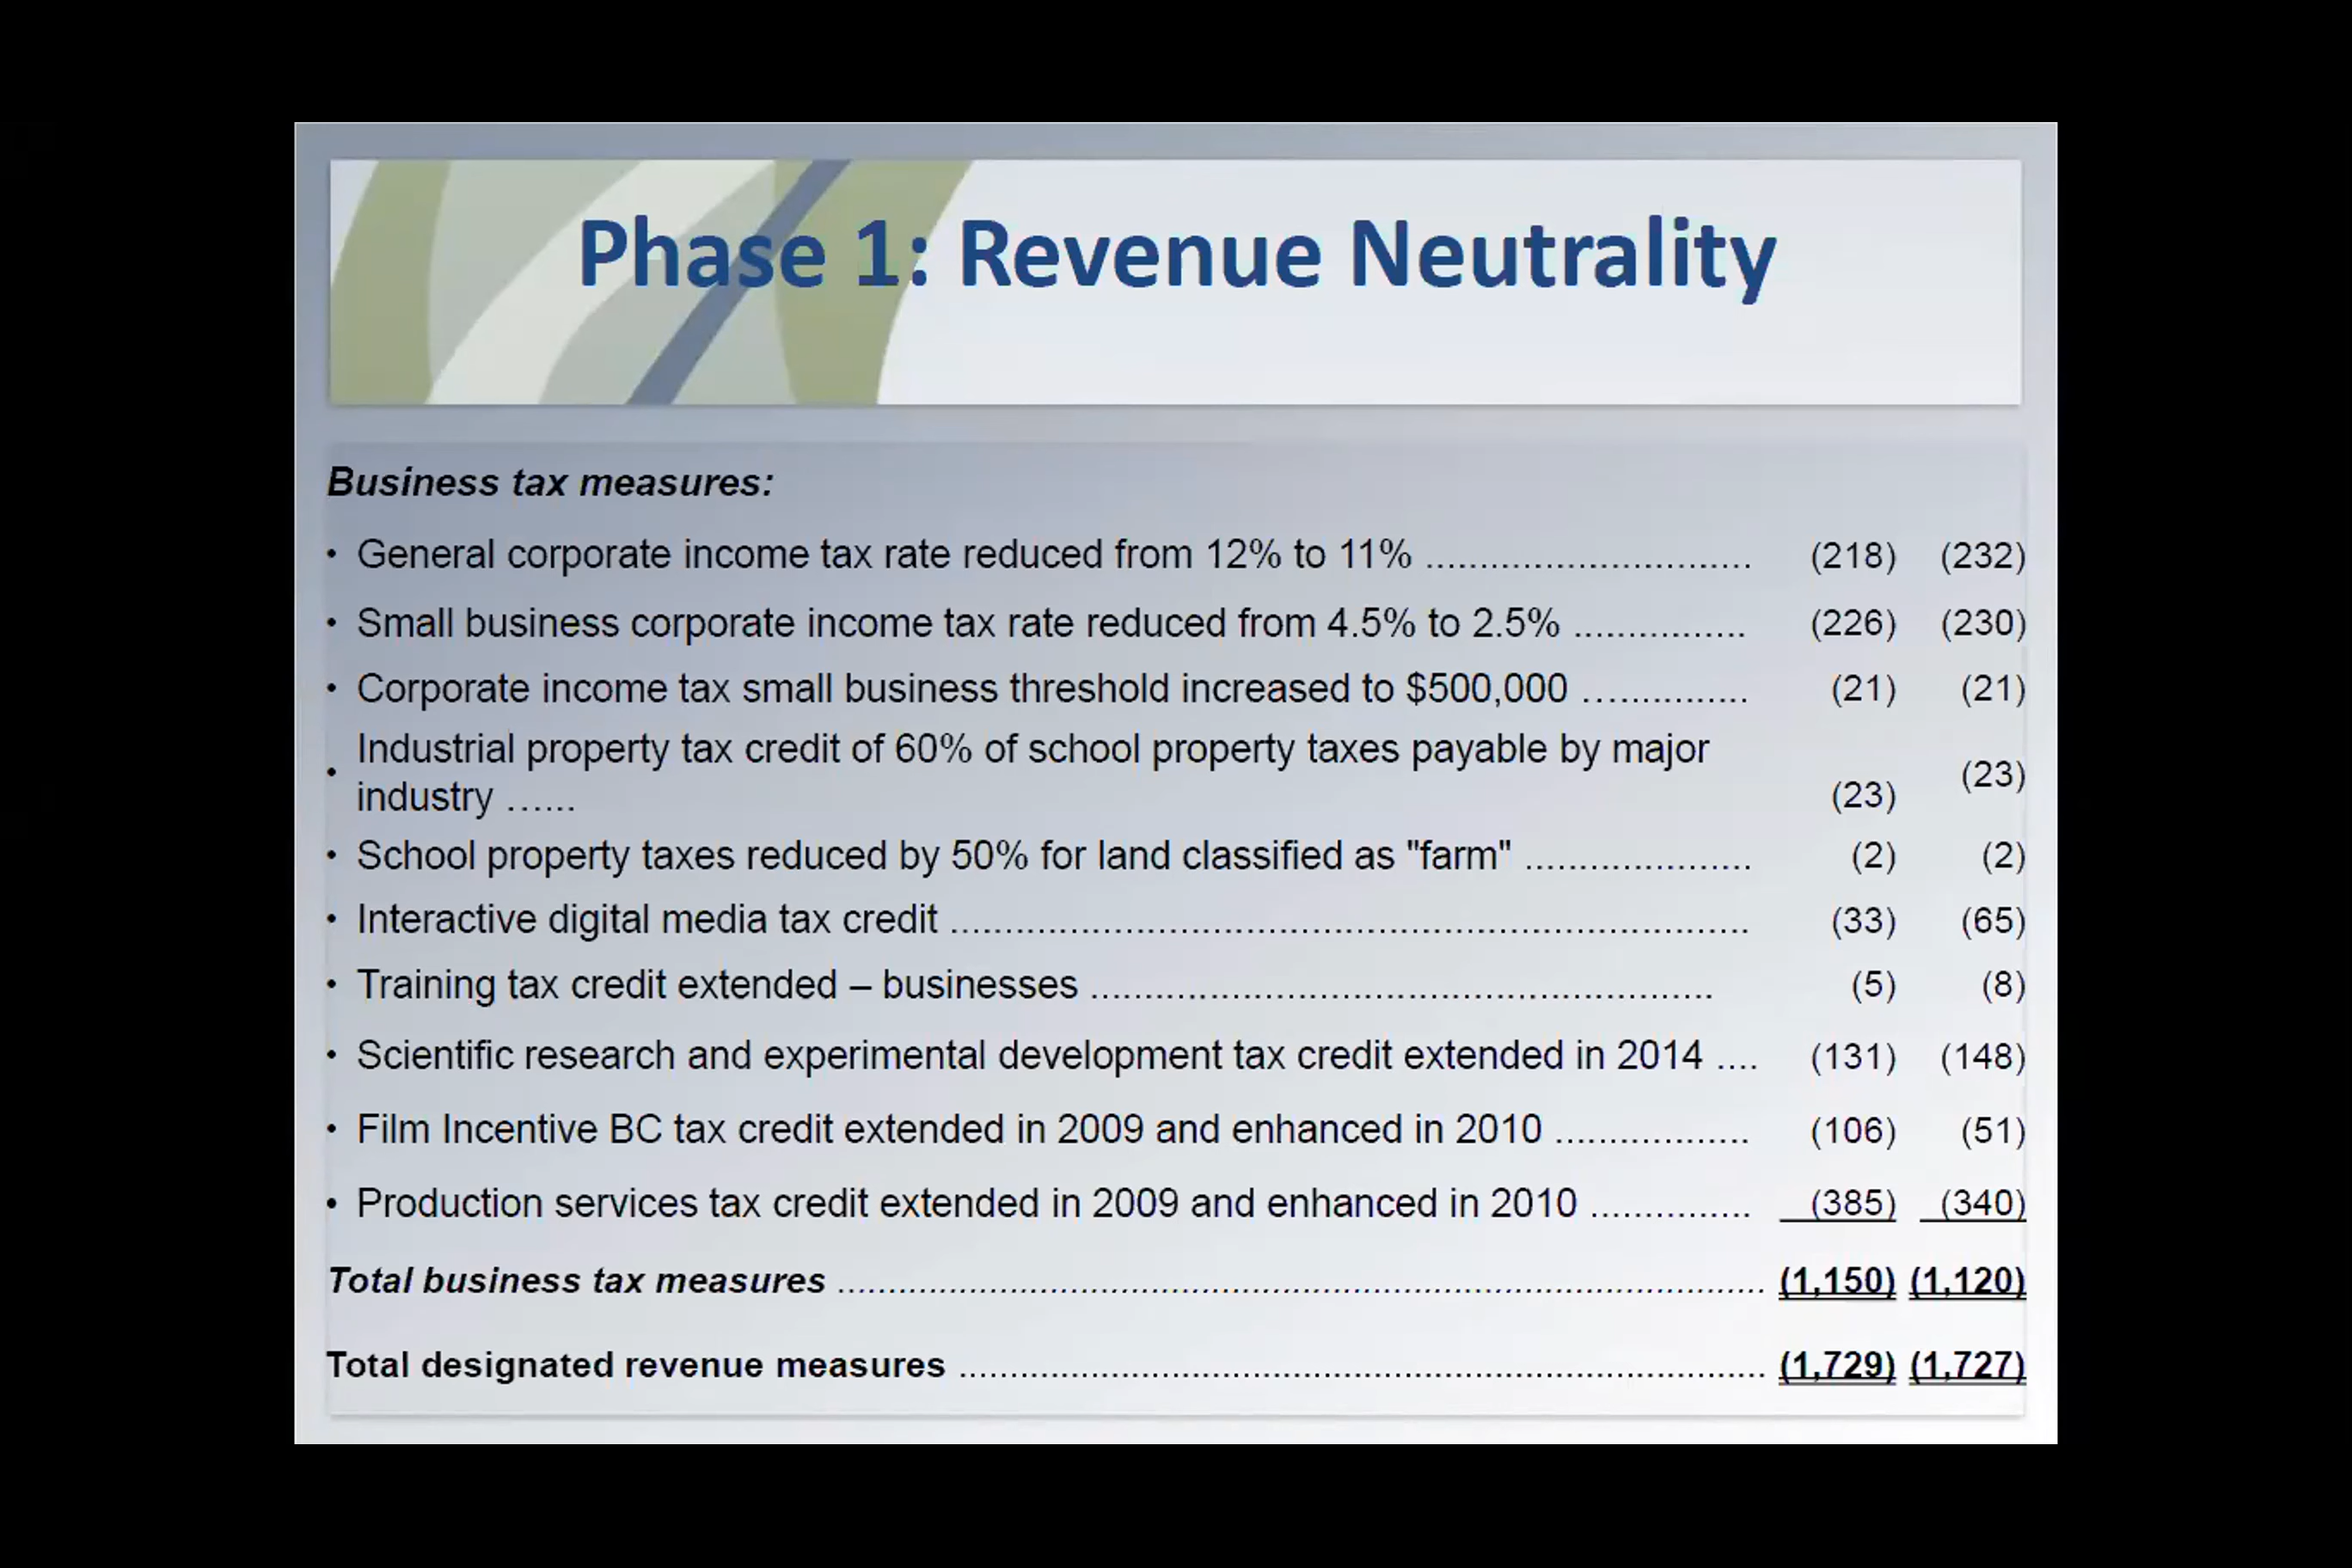 Phase 1: Revenue Neutrality
Business tax measures:
• General corporate income tax rate reduced from 12% to 11% .............................. (218) (232)
• Small business corporate income tax rate reduced from 4.5% to 2.5% ................ (226) (230)
• Corporate income tax small business threshold increased to $500,000 ............... (21) (21)
• Industrial property tax credit of 60% of school property taxes payable by major
industry ...... (23) (23)
• School property taxes reduced by 50% for land classified as "farm" ..................... (2) (2)
• Interactive digital media tax credit .......................................................................... (33) (65)
• Training tax credit extended – businesses .......................................................... (5) (8)
• Scientific research and experimental development tax credit extended in 2014 .... (131) (148)
• Film Incentive BC tax credit extended in 2009 and enhanced in 2010 .................. (106) (51)
• Production services tax credit extended in 2009 and enhanced in 2010 ............... (385) (340)
Total business tax measures ............................................................................................ (1,150) (1,120)
Total designated revenue measures ................................................................................ (1,729) (1,727)